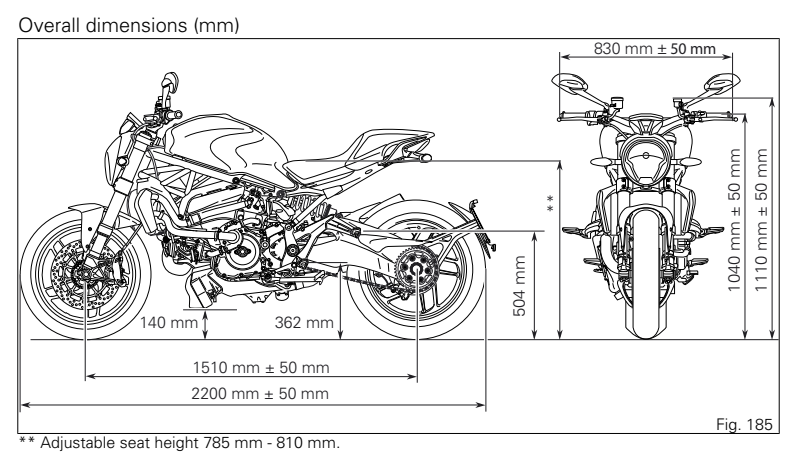 Overall dimensions (mm)
830 mm ± 50 mm
**
504 mm
1040 mm ± 50 mm
1110 mm ± 50 mm
140 mm
362 mm
1510 mm ± 50 mm
2200 mm ± 50 mm
Fig. 185
** Adjustable seat height 785 mm - 810 mm.